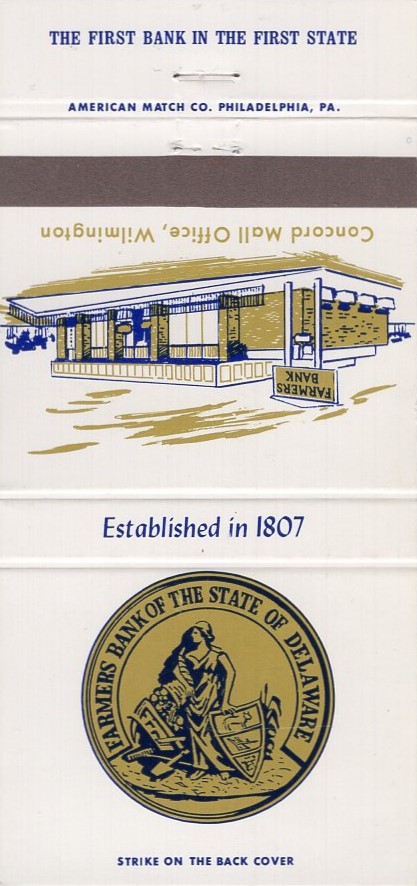 THE FIRST BANK IN THE FIRST STATE
AMERICAN MATCH CO. PHILADELPHIA, PA.
Concord Mall Office, Wilmington
FARMERS
BANK
Established in 1807
FARMERS BANK OF THE STATE OF DELAWARE
STRIKE ON THE BACK COVER